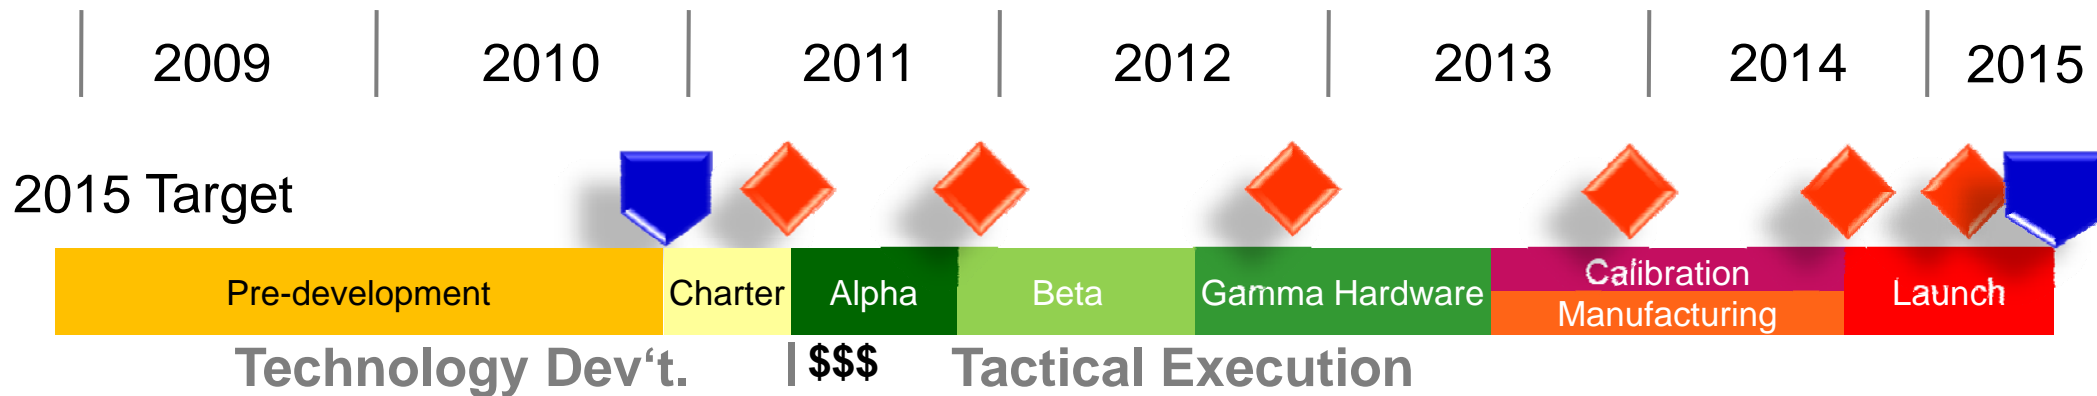 2009 2010 2011 2012 2013 2014 2015
2015 Target
Pre-development Charter Alpha Beta Gamma Hardware Calibration Launch
Manufacturing
Technology Dev‘t. | $$$ Tactical Execution